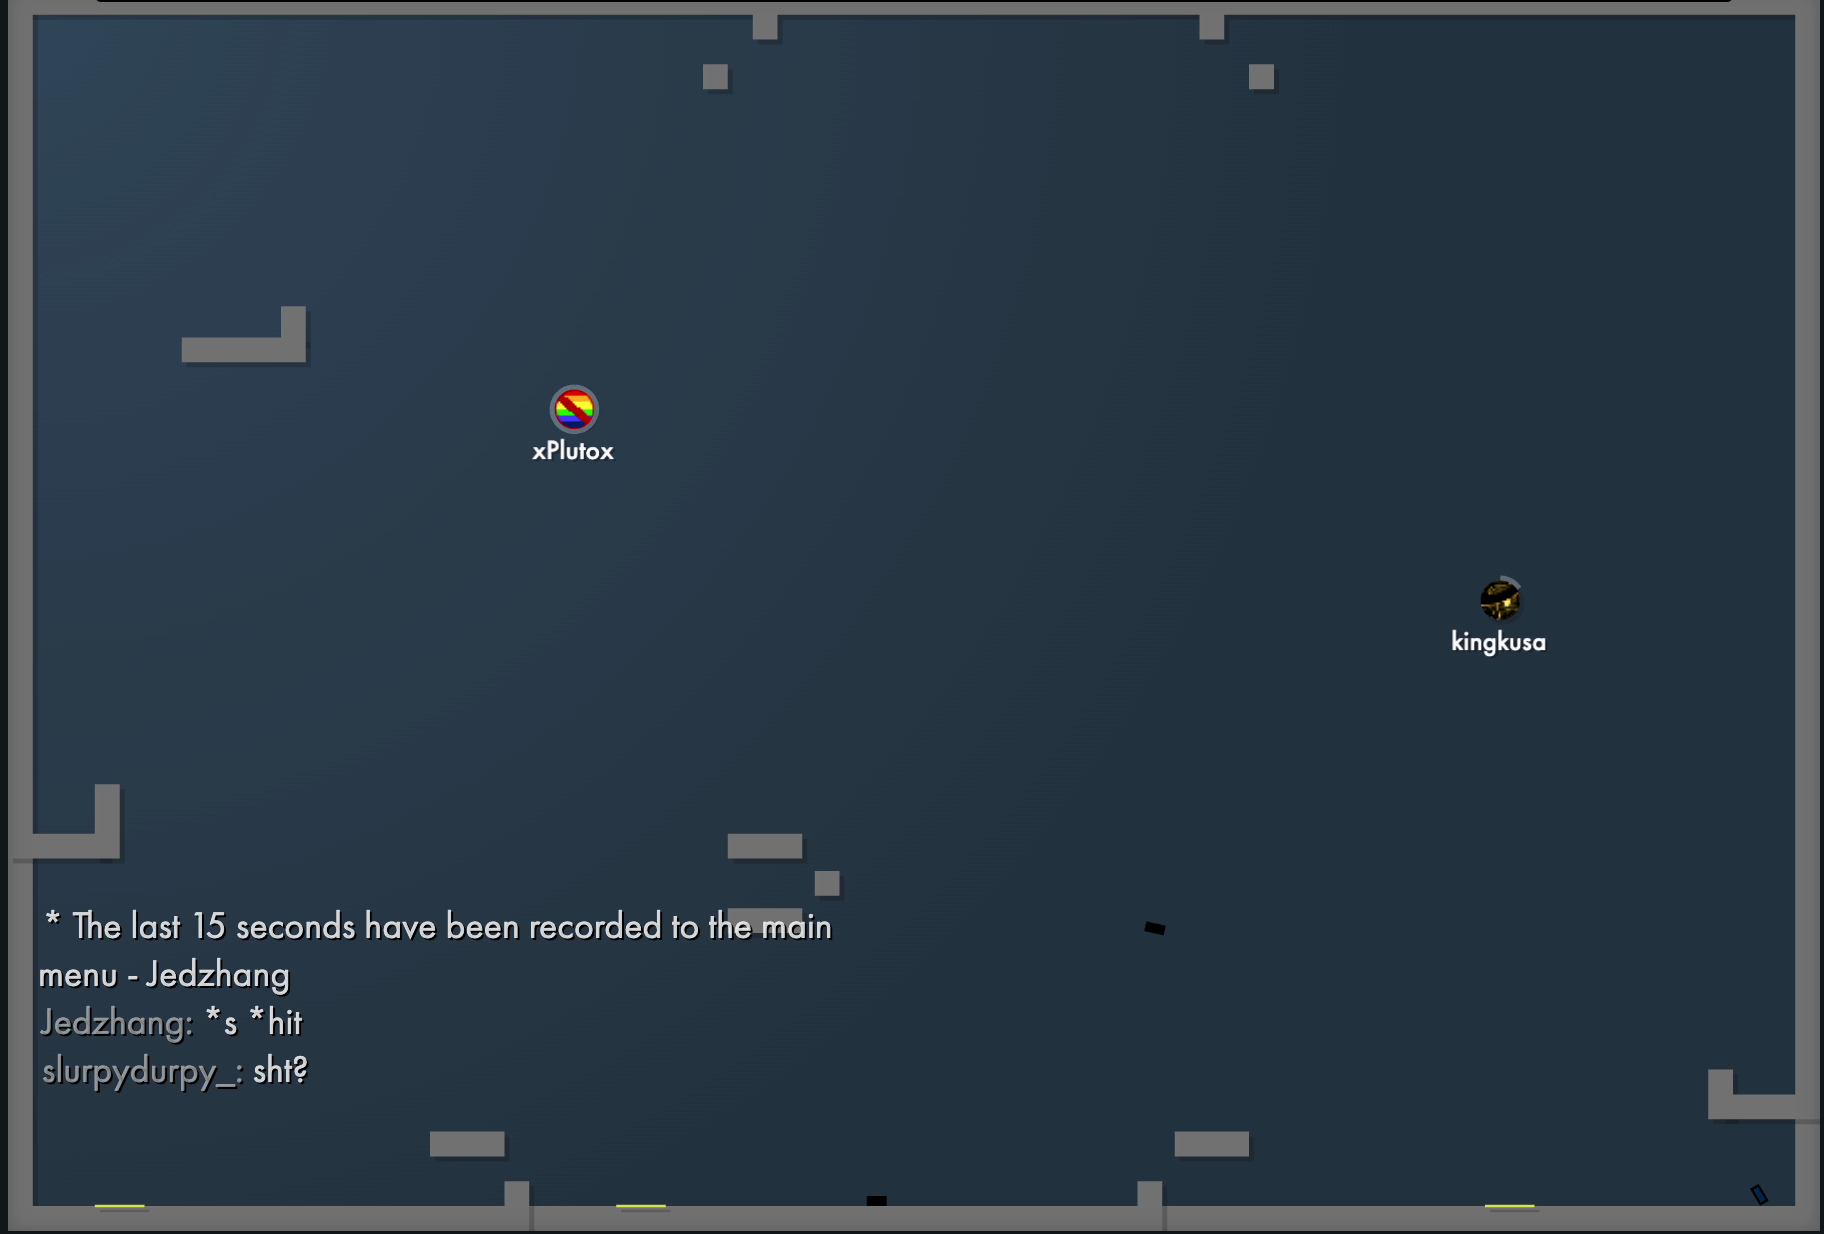 xPlutox
kingkusa
* The last 15 seconds have been recorded to the main
menu - Jedzhang
Jedzhang: *s *hit
slurpydurpy_: sht?